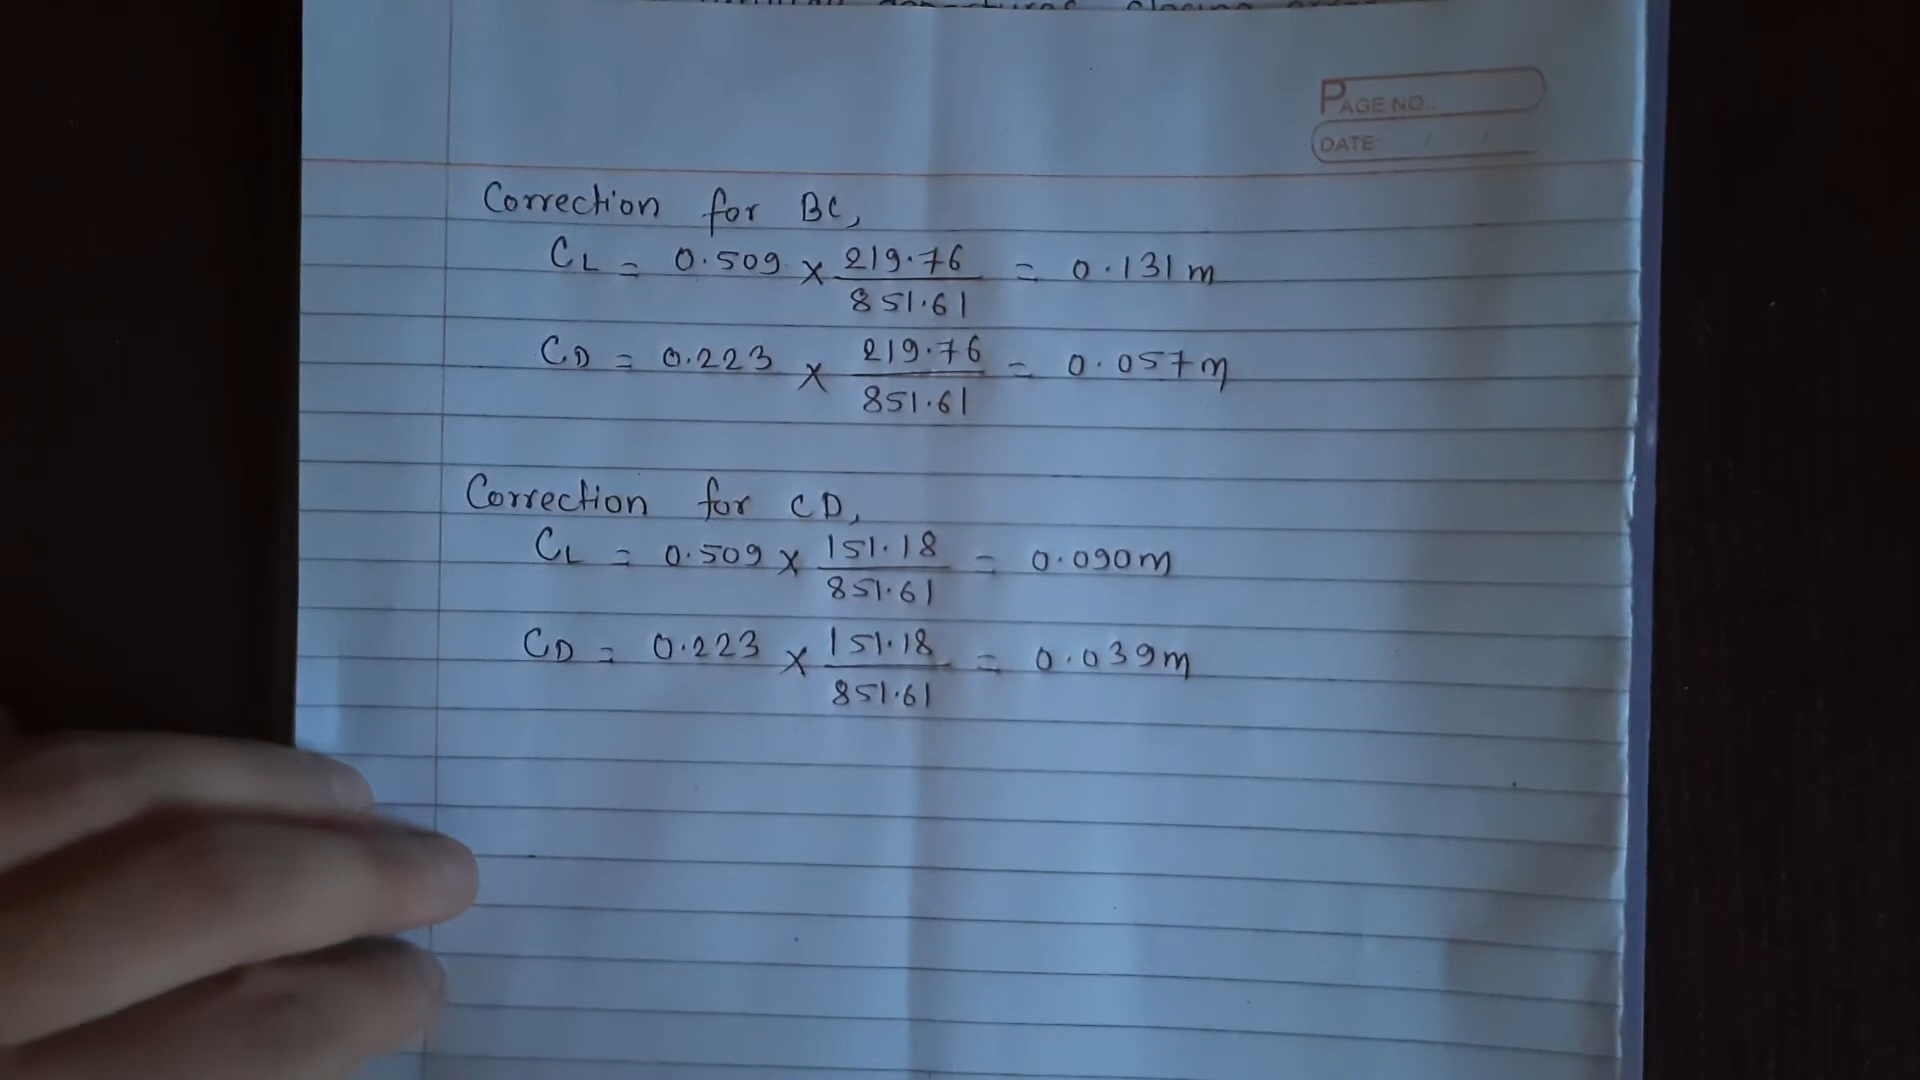 PAGE NO.:
DATE / /
Correction for BC,
CL = 0.509 × 219.76 / 851.61 = 0.131 m
CD = 0.223 × 219.76 / 851.61 = 0.057 m
Correction for CD,
CL = 0.509 × 151.18 / 851.61 = 0.090 m
CD = 0.223 × 151.18 / 851.61 = 0.039 m